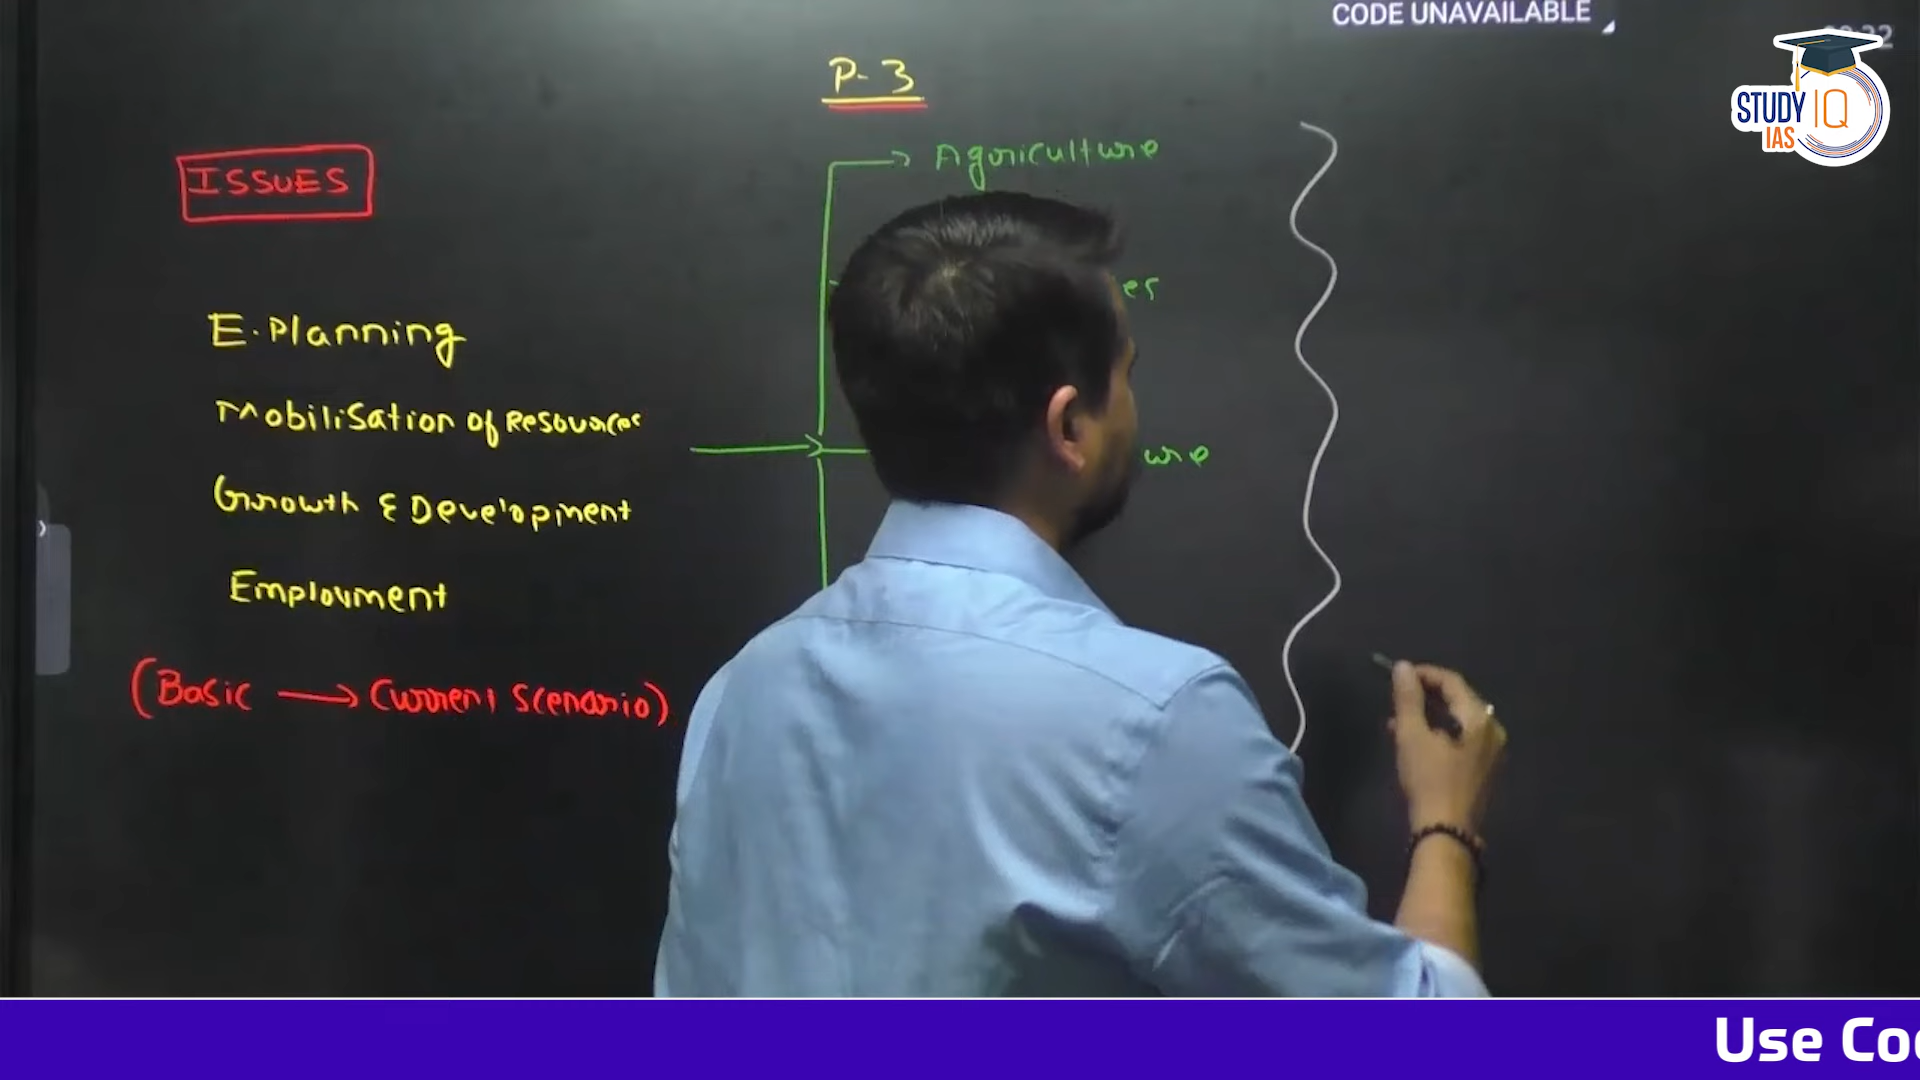 CODE UNAVAILABLE
STUDY IQ
IAS
P-3
ISSUES
Agriculture
E. Planning
Mobilisation of Resources
Growth & Development
Employment
(Basic → Current Scenario)
Use